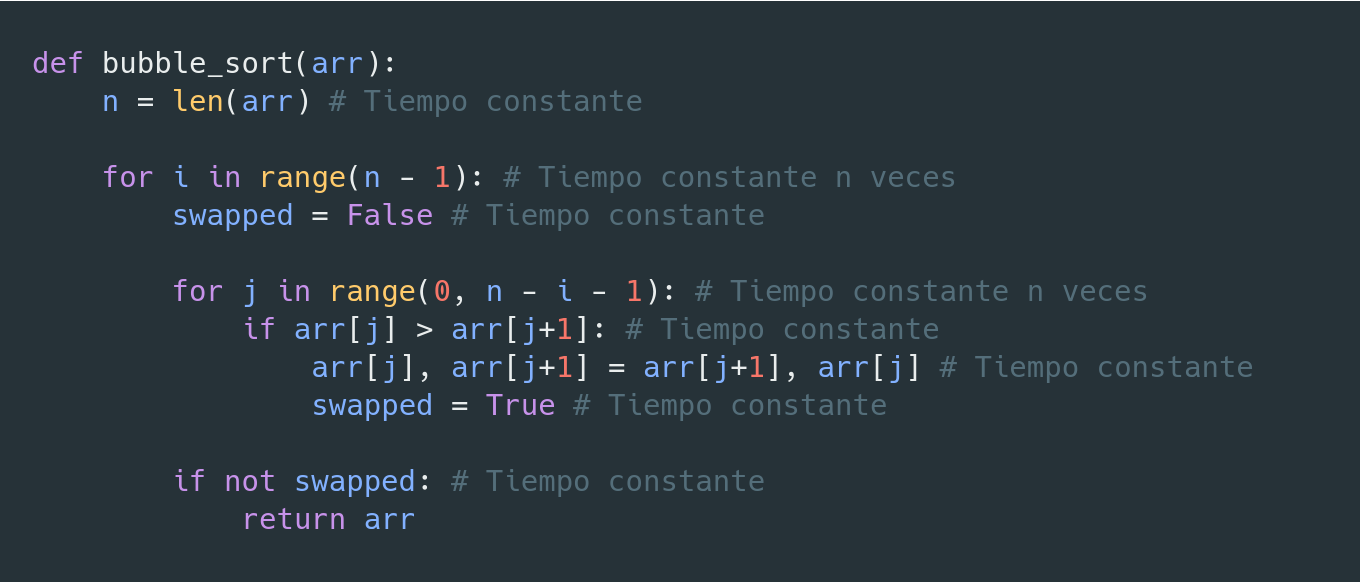 def bubble_sort(arr):
    n = len(arr) # Tiempo constante
    for i in range(n - 1): # Tiempo constante n veces
        swapped = False # Tiempo constante
        for j in range(0, n - i - 1): # Tiempo constante n veces
            if arr[j] > arr[j+1]: # Tiempo constante
                arr[j], arr[j+1] = arr[j+1], arr[j] # Tiempo constante
                swapped = True # Tiempo constante
        if not swapped: # Tiempo constante
            return arr